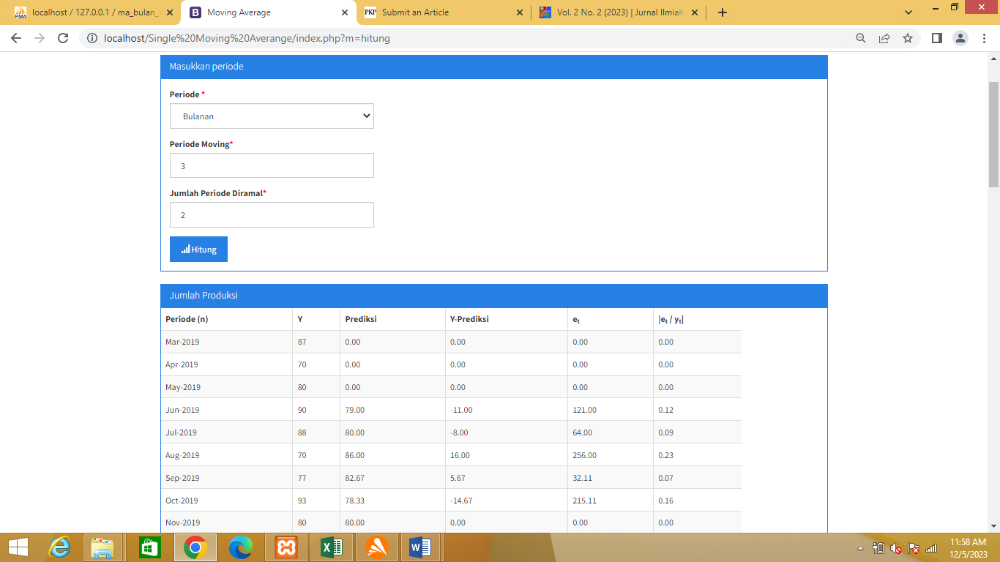 localhost / 127.0.0.1 / ma_bulan_
Moving Average
PKP Submit an Article
Vol. 2 No. 2 (2023) | Jurnal Ilmiah
localhost/Single%20Moving%20Averange/index.php?m=hitung
Masukkan periode
Periode *
Bulanan
Periode Moving*
3
Jumlah Periode Diramal*
2
Hitung
Jumlah Produksi
Periode (n) Y Prediksi Y-Prediksi et |et / yt|
Mar-2019 87 0.00 0.00 0.00 0.00
Apr-2019 70 0.00 0.00 0.00 0.00
May-2019 80 0.00 0.00 0.00 0.00
Jun-2019 90 79.00 -11.00 121.00 0.12
Jul-2019 88 80.00 -8.00 64.00 0.09
Aug-2019 70 86.00 16.00 256.00 0.23
Sep-2019 77 82.67 5.67 32.11 0.07
Oct-2019 93 78.33 -14.67 215.11 0.16
Nov-2019 80 80.00 0.00 0.00 0.00
11:58 AM
12/5/2023